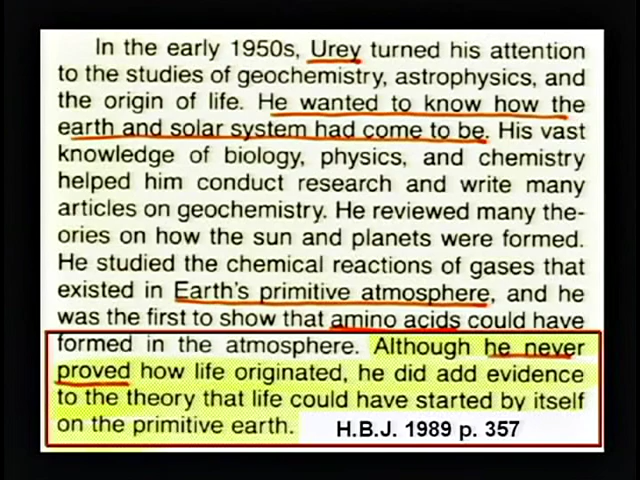 In the early 1950s, Urey turned his attention
to the studies of geochemistry, astrophysics, and
the origin of life. He wanted to know how the
earth and solar system had come to be. His vast
knowledge of biology, physics, and chemistry
helped him conduct research and write many
articles on geochemistry. He reviewed many the-
ories on how the sun and planets were formed.
He studied the chemical reactions of gases that
existed in Earth's primitive atmosphere, and he
was the first to show that amino acids could have
formed in the atmosphere. Although he never
proved how life originated, he did add evidence
to the theory that life could have started by itself
on the primitive earth.
H.B.J. 1989 p. 357